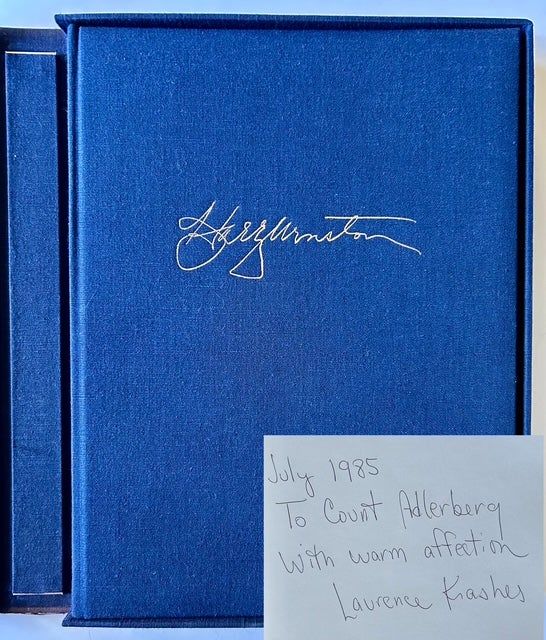 Harry Winston
July 1985
To Count Adlerberg
With warm affection
Laurence Krashes